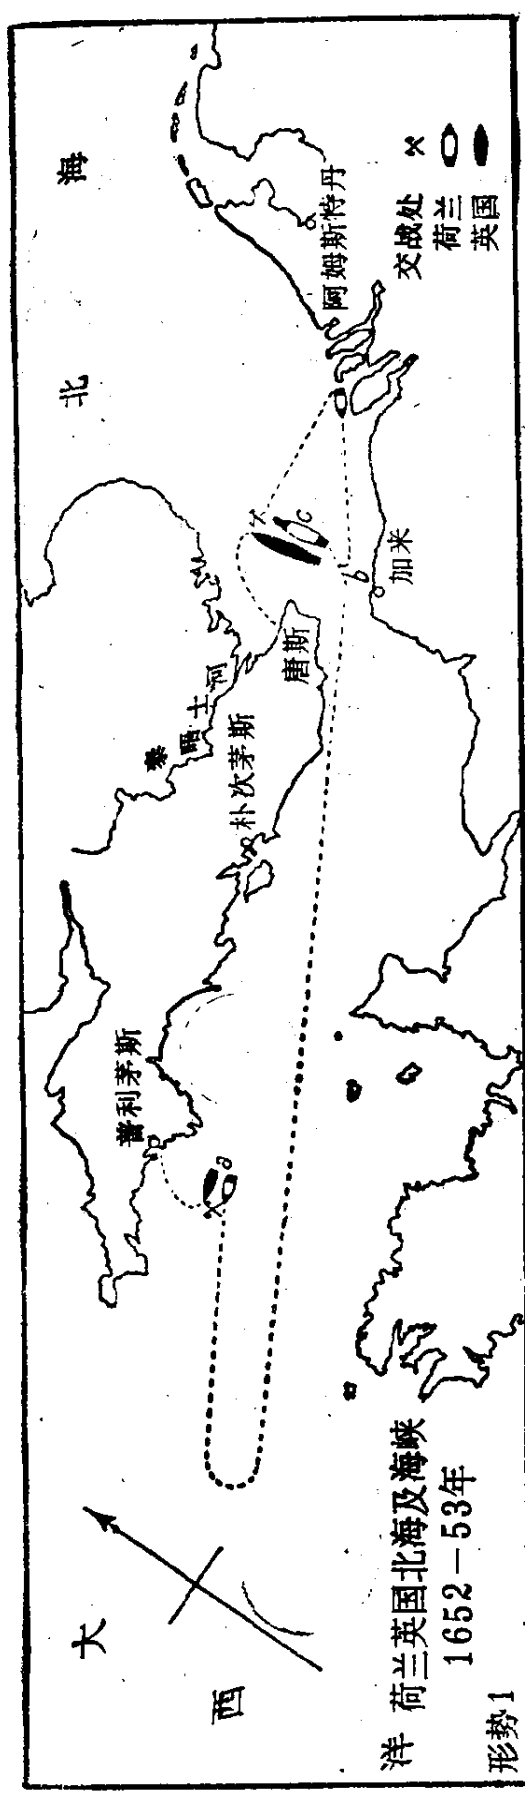 北 海
大 西 洋
荷兰英国北海及海峡
1652－53年
形势1
交战处
荷兰
英国
阿姆斯特丹
加来
唐斯
泰晤士河
朴次茅斯
普利茅斯
a
b
c